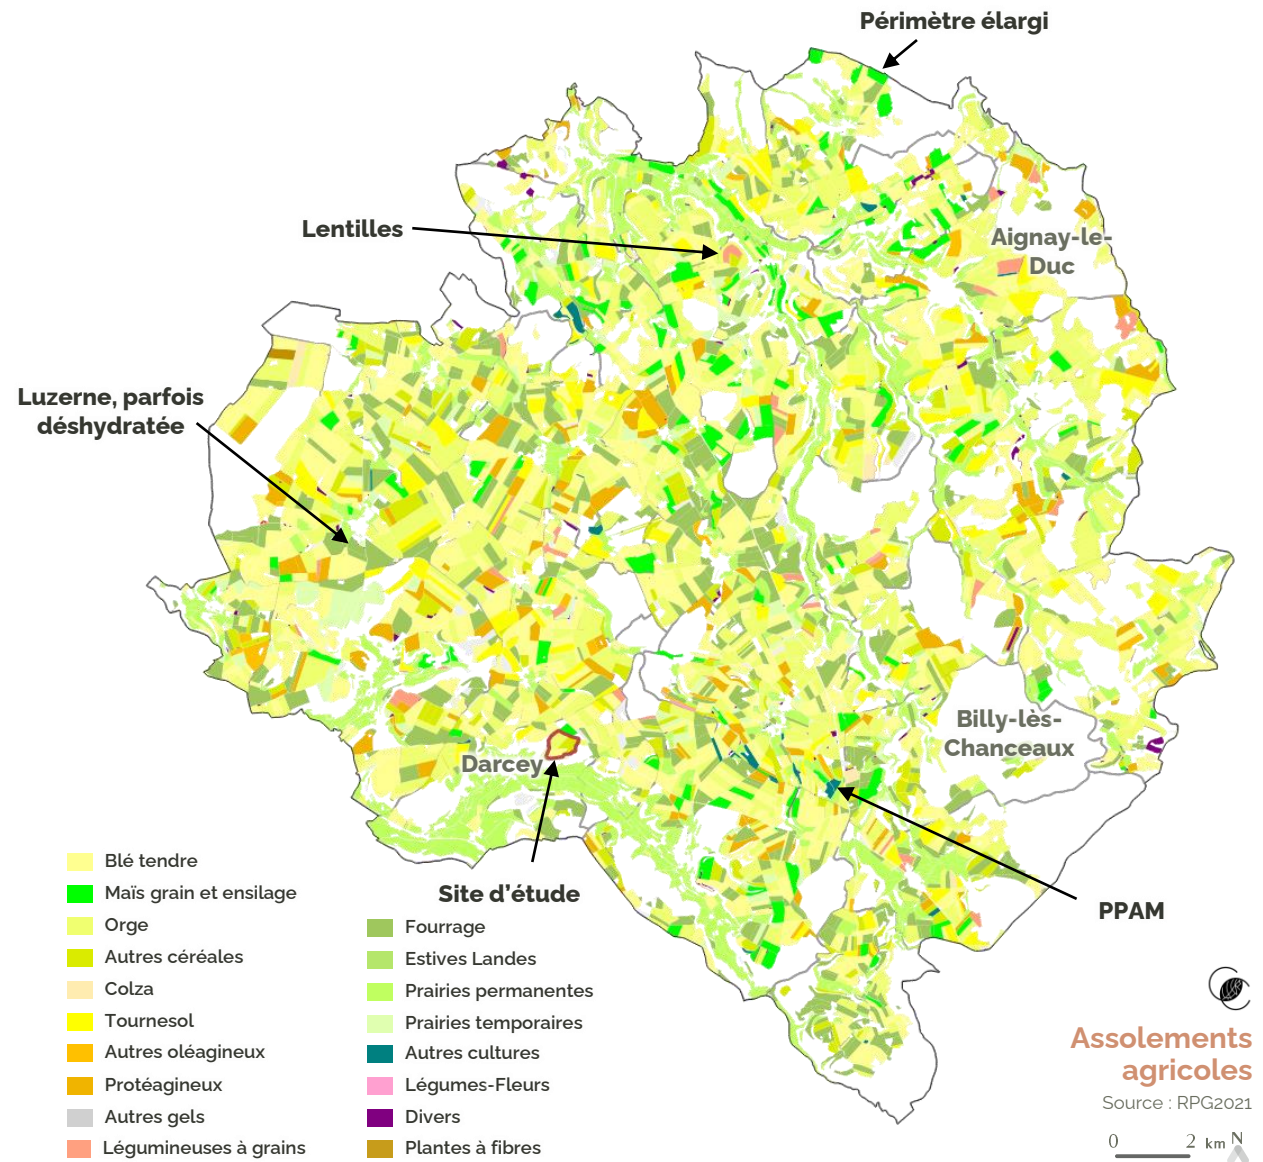 Périmètre élargi
Lentilles
Aignay-le-
Duc
Luzerne, parfois
déshydratée
Billy-lès-
Chanceaux
Darcey
Site d'étude
PPAM
Blé tendre
Maïs grain et ensilage
Orge
Autres céréales
Colza
Tournesol
Autres oléagineux
Protéagineux
Autres gels
Légumineuses à grains
Fourrage
Estives Landes
Prairies permanentes
Prairies temporaires
Autres cultures
Légumes-Fleurs
Divers
Plantes à fibres
Assolements
agricoles
Source : RPG2021
0 2 km N